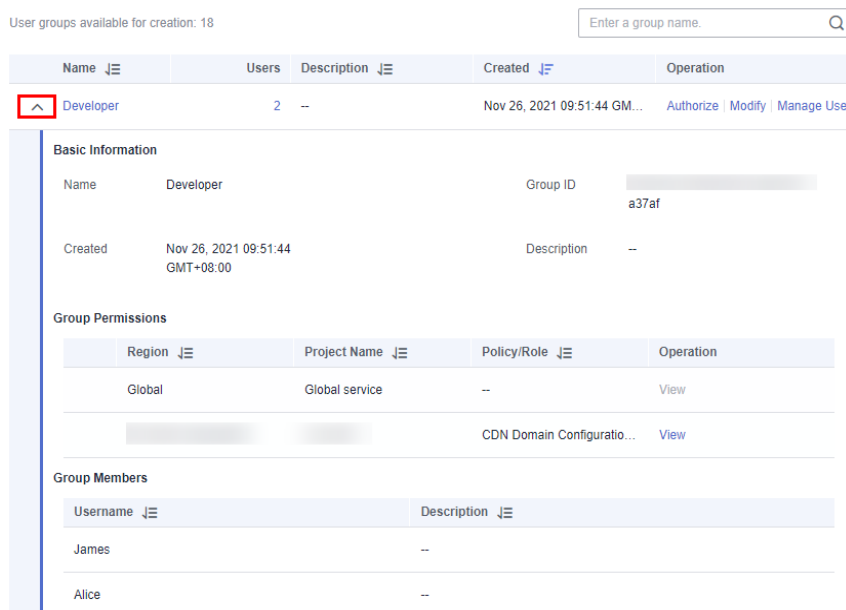 User groups available for creation: 18
Enter a group name.
Name Users Description Created Operation
Developer 2 -- Nov 26, 2021 09:51:44 GM... Authorize | Modify | Manage Use
Basic Information
Name Developer Group ID
a37af
Created Nov 26, 2021 09:51:44 Description --
GMT+08:00
Group Permissions
Region Project Name Policy/Role Operation
Global Global service -- View
CDN Domain Configuratio... View
Group Members
Username Description
James --
Alice --